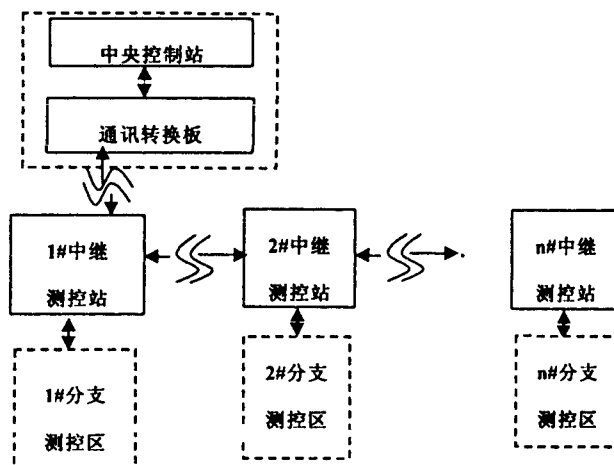 中央控制站
通讯转换板
1#中继
测控站
2#中继
测控站
n#中继
测控站
1#分支
测控区
2#分支
测控区
n#分支
测控区